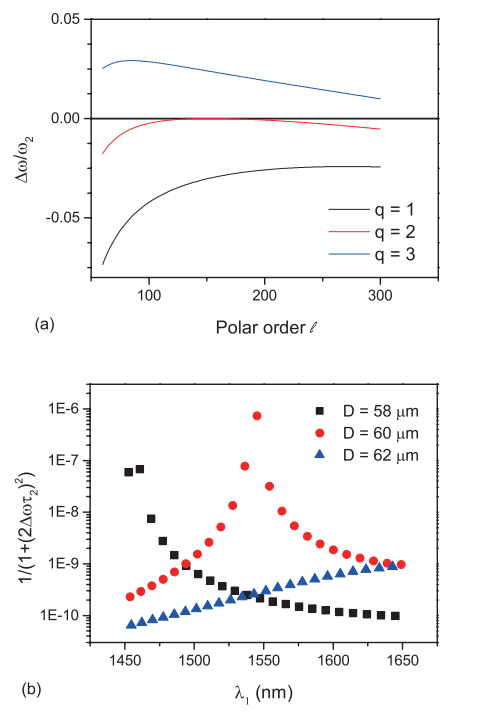 0.05
0.00
-0.05
Δω/ω₂
q = 1
q = 2
q = 3
100
200
300
(a)
Polar order ℓ
1E-6
1E-7
1E-8
1E-9
1E-10
1/(1+(2Δωτ₂)²)
D = 58 μm
D = 60 μm
D = 62 μm
1450
1500
1550
1600
1650
(b)
λ₁ (nm)